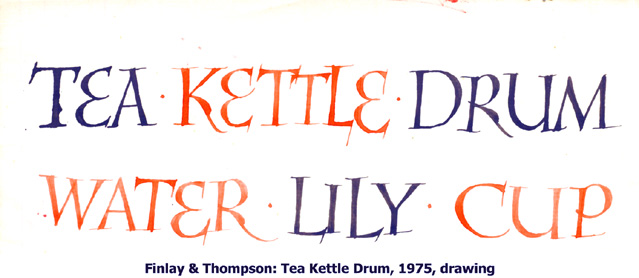 TEA · KETTLE · DRUM
WATER · LILY · CUP
Finlay & Thompson: Tea Kettle Drum, 1975, drawing